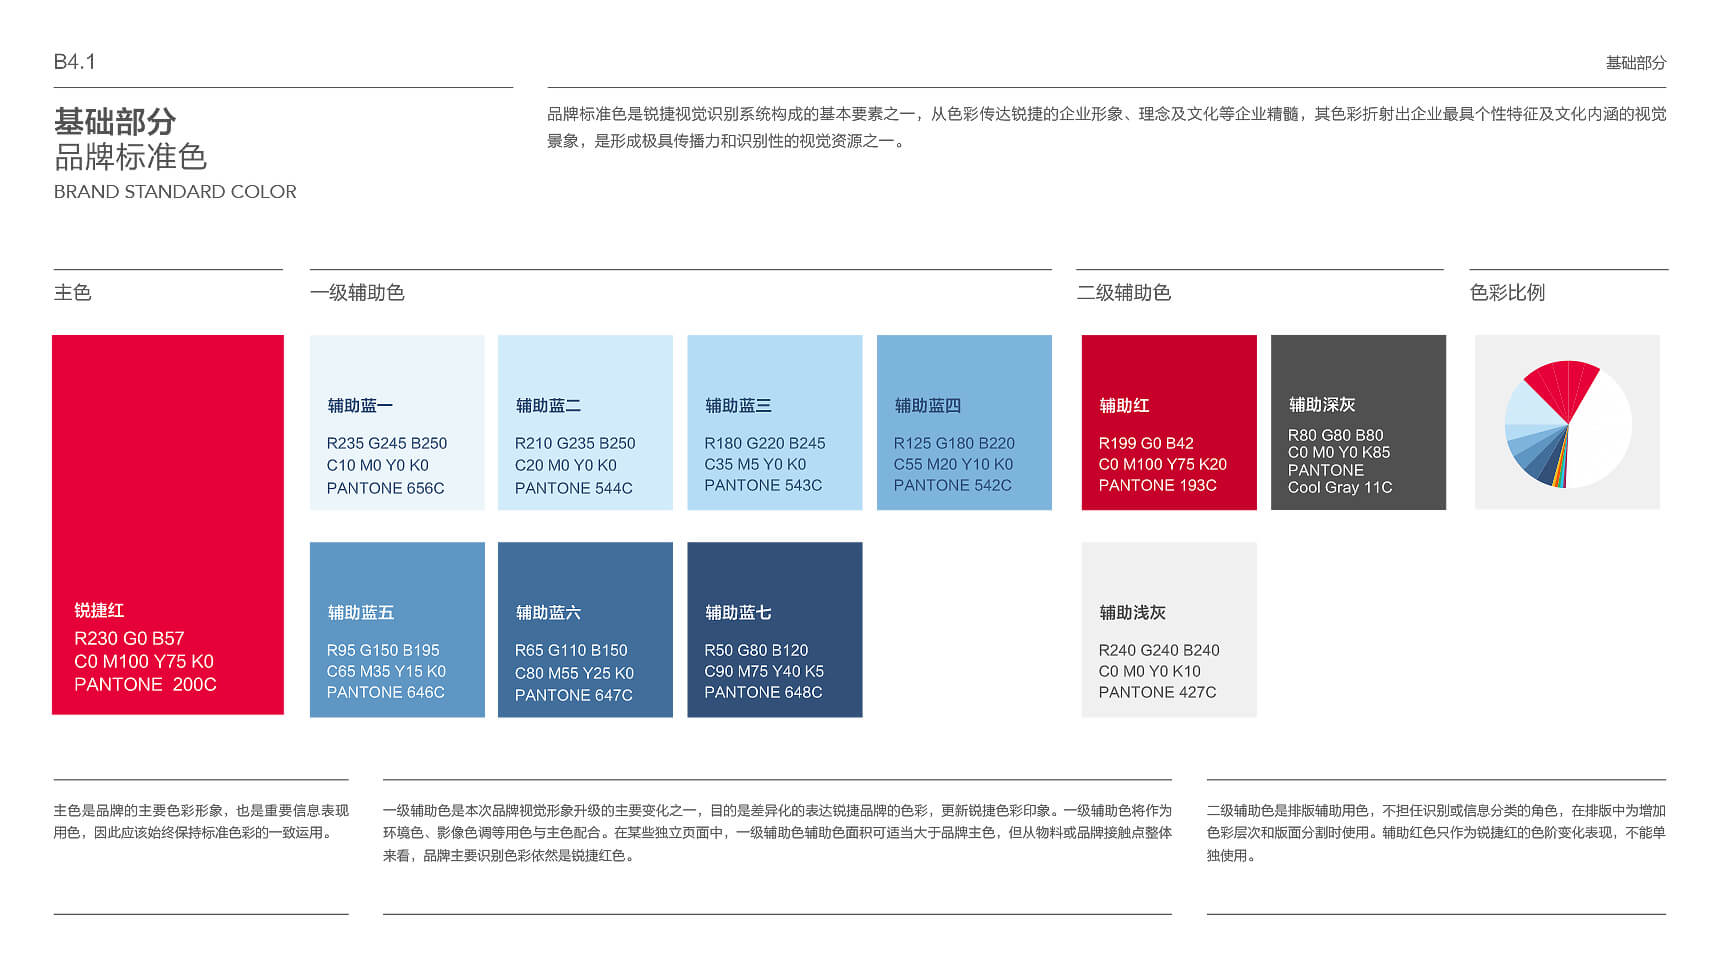 B4.1
基础部分
基础部分
品牌标准色
BRAND STANDARD COLOR
品牌标准色是锐捷视觉识别系统构成的基本要素之一，从色彩传达锐捷的企业形象、理念及文化等企业精髓，其色彩折射出企业最具个性特征及文化内涵的视觉
景象，是形成极具传播力和识别性的视觉资源之一。
主色
一级辅助色
二级辅助色
色彩比例
锐捷红
R230 G0 B57
C0 M100 Y75 K0
PANTONE 200C
辅助蓝一
R235 G245 B250
C10 M0 Y0 K0
PANTONE 656C
辅助蓝二
R210 G235 B250
C20 M0 Y0 K0
PANTONE 544C
辅助蓝三
R180 G220 B245
C35 M5 Y0 K0
PANTONE 543C
辅助蓝四
R125 G180 B220
C55 M20 Y10 K0
PANTONE 542C
辅助蓝五
R95 G150 B195
C65 M35 Y15 K0
PANTONE 646C
辅助蓝六
R65 G110 B150
C80 M55 Y25 K0
PANTONE 647C
辅助蓝七
R50 G80 B120
C90 M75 Y40 K5
PANTONE 648C
辅助红
R199 G0 B42
C0 M100 Y75 K20
PANTONE 193C
辅助深灰
R80 G80 B80
C0 M0 Y0 K85
PANTONE
Cool Gray 11C
辅助浅灰
R240 G240 B240
C0 M0 Y0 K10
PANTONE 427C
主色是品牌的主要色彩形象，也是重要信息表现
用色，因此应该始终保持标准色彩的一致运用。
一级辅助色是本次品牌视觉形象升级的主要变化之一，目的是差异化的表达锐捷品牌的色彩，更新锐捷色彩印象。一级辅助色将作为
环境色、影像色调等用色与主色配合。在某些独立页面中，一级辅助色辅助色面积可适当大于品牌主色，但从物料或品牌接触点整体
来看，品牌主要识别色彩依然是锐捷红色。
二级辅助色是排版辅助用色，不担任识别或信息分类的角色，在排版中为增加
色彩层次和版面分割时使用。辅助红色只作为锐捷红的色阶变化表现，不能单
独使用。